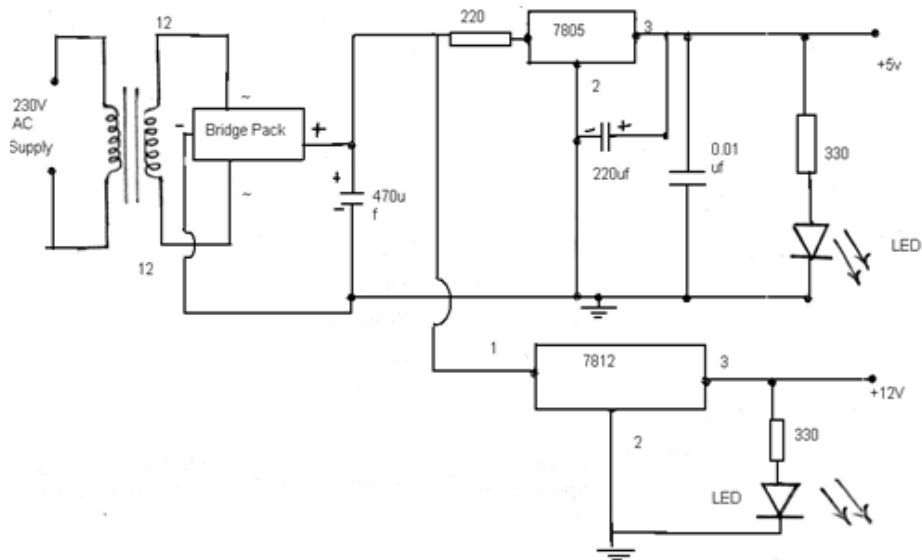 12
220
7805
3
+5v
230V
AC
Supply
~
-
Bridge Pack
+
2
- +
220uf
0.01
uf
330
+
-
470u
f
~
LED
12
1
7812
3
+12V
2
330
LED